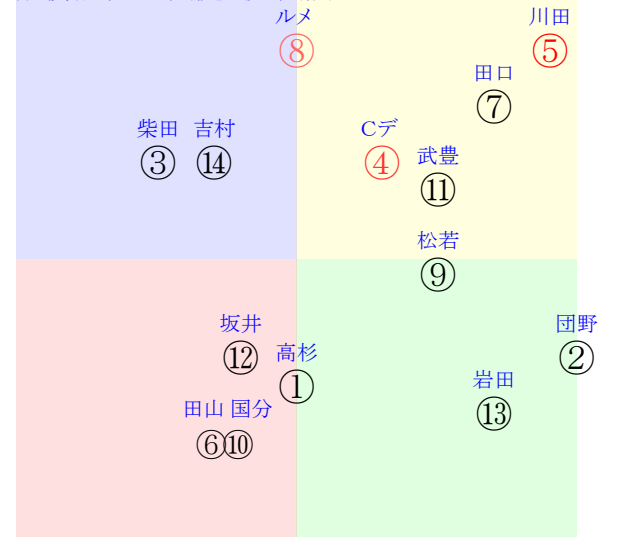 ルメ
⑧
川田
⑤
田口
⑦
柴田 吉村
③ ⑭
Cデ
④
武豊
⑪
松若
⑨
坂井
⑫
高杉
①
団野
②
岩田
⑬
田山 国分
⑥⑩